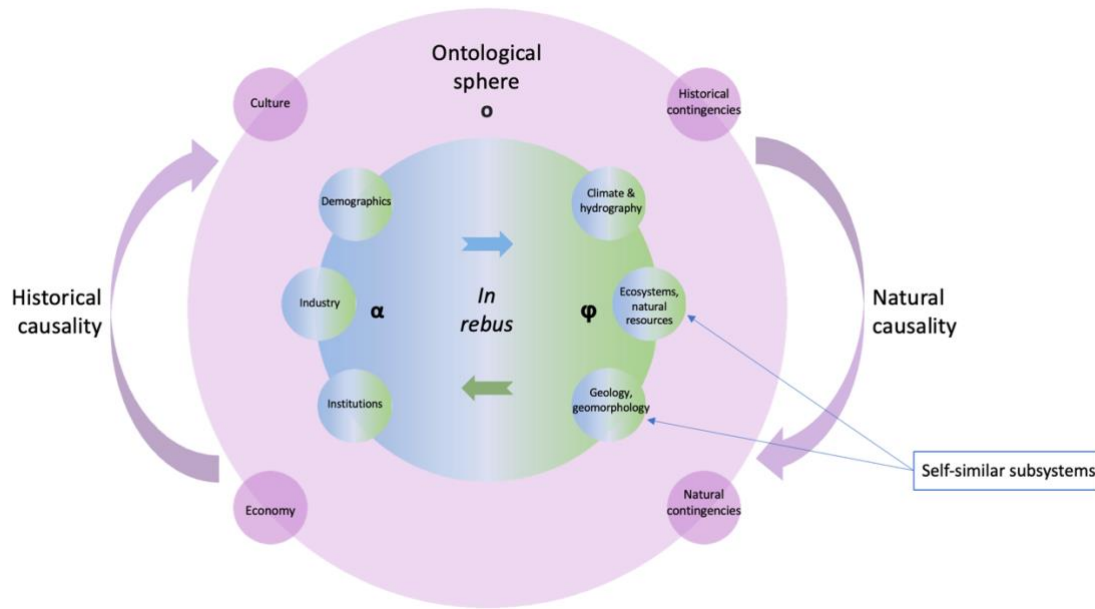 Ontological
sphere
o
Culture
Historical
contingencies
Demographics
Climate &
hydrography
Historical
causality
Industry
α
In
rebus
φ
Ecosystems,
natural
resources
Natural
causality
Institutions
Geology,
geomorphology
Self-similar subsystems
Economy
Natural
contingencies